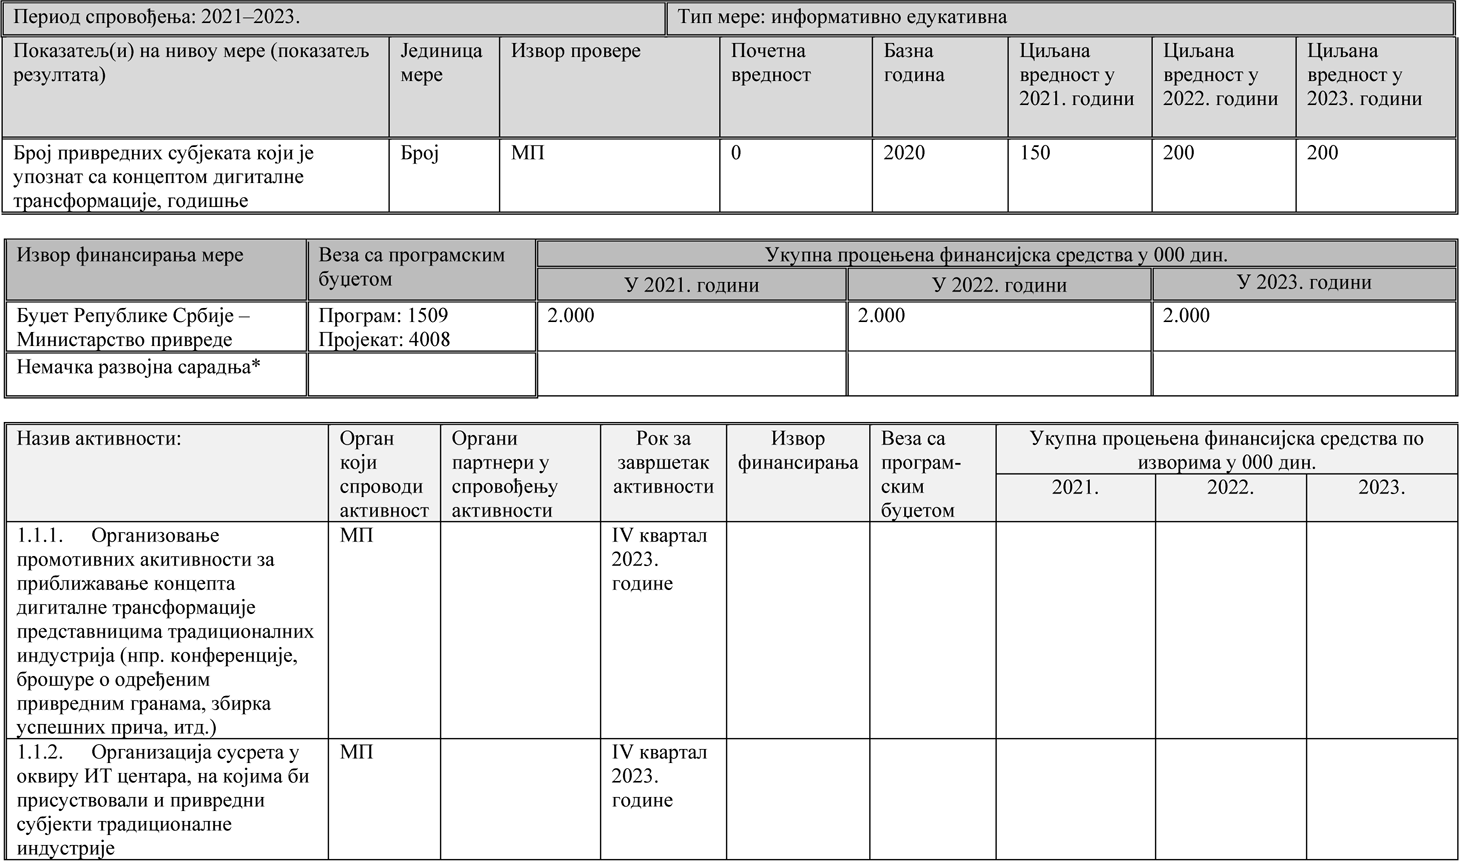 Период спровођења: 2021–2023.
Тип мере: информативно едукативна
Показатељ(и) на нивоу мере (показатељ
резултата)
Јединица
мере
Извор провере
Почетна
вредност
Базна
година
Циљана
вредност у
2021. години
Циљана
вредност у
2022. години
Циљана
вредност у
2023. години
Број привредних субјеката који је
упознат са концептом дигиталне
трансформације, годишње
Број
МП
0
2020
150
200
200
Извор финансирања мере
Веза са програмским
буџетом
Укупна процењена финансијска средства у 000 дин.
У 2021. години
У 2022. години
У 2023. години
Буџет Републике Србије –
Министарство привреде
Програм: 1509
Пројекат: 4008
2.000
2.000
2.000
Немачка развојна сарадња*
Назив активности:
Орган
који
спроводи
активност
Органи
партнери у
спровођењу
активности
Рок за
завршетак
активности
Извор
финансирања
Веза са
програм-
ским
буџетом
Укупна процењена финансијска средства по
изворима у 000 дин.
2021.
2022.
2023.
1.1.1. Организовање
промотивних акитивности за
приближавање концепта
дигиталне трансформације
представницима традиционалних
индустрија (нпр. конференције,
брошуре о одређеним
привредним гранама, збирка
успешних прича, итд.)
МП
IV квартал
2023.
године
1.1.2. Организација сусрета у
оквиру ИТ центара, на којима би
присуствовали и привредни
субјекти традиционалне
индустрије
МП
IV квартал
2023.
године